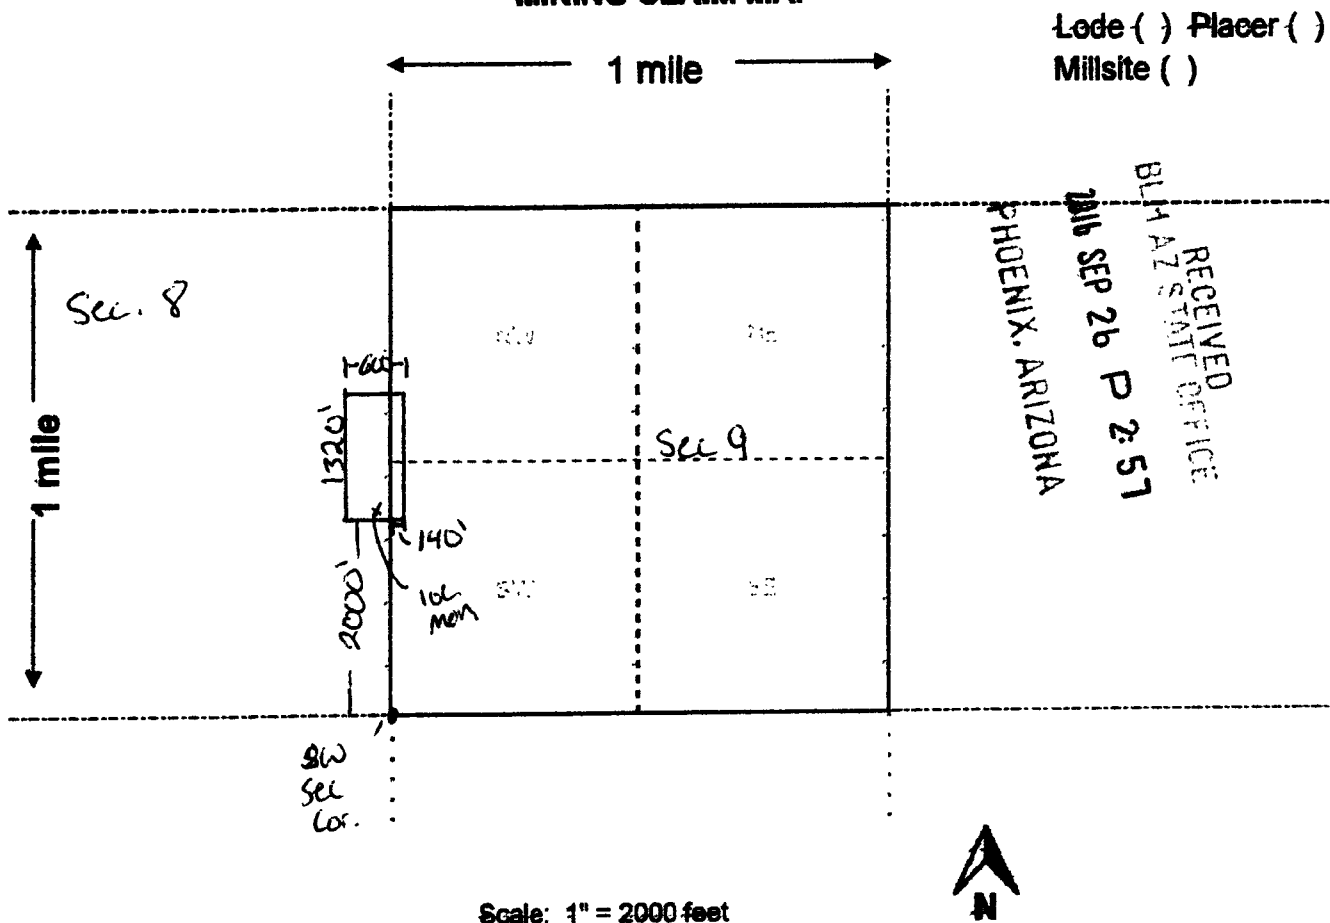 Lode ( ) Placer ( )
Millsite ( )
1 mile
RECEIVED
BLM AZ STATE OFFICE
2016 SEP 26 P 2:57
PHOENIX, ARIZONA
Sec. 8
1 mile
1320'
Sec 9
140'
2000'
loc
mon
SW
Sec
Cor.
N
Scale: 1" = 2000 feet